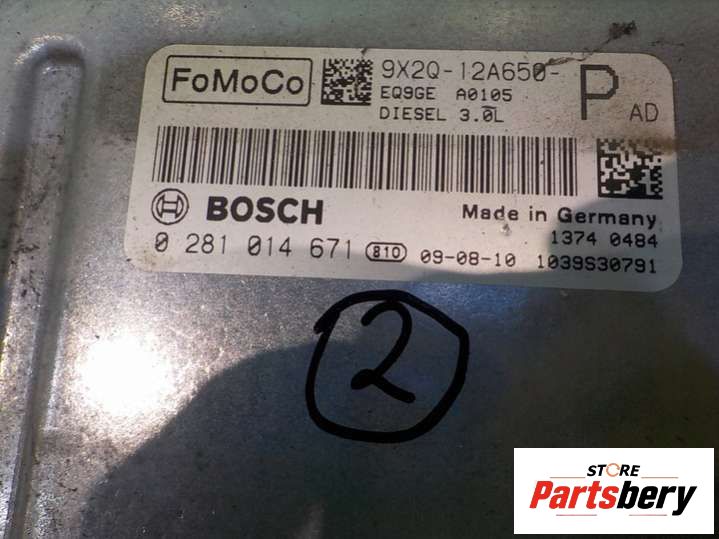 FoMoCo
9X2Q-12A650-
EQ9GE A0105
DIESEL 3.0L
P AD
BOSCH
Made in Germany
0 281 014 671 810 09-08-10
1374 0484
1039S30791
2
STORE
Partsbery